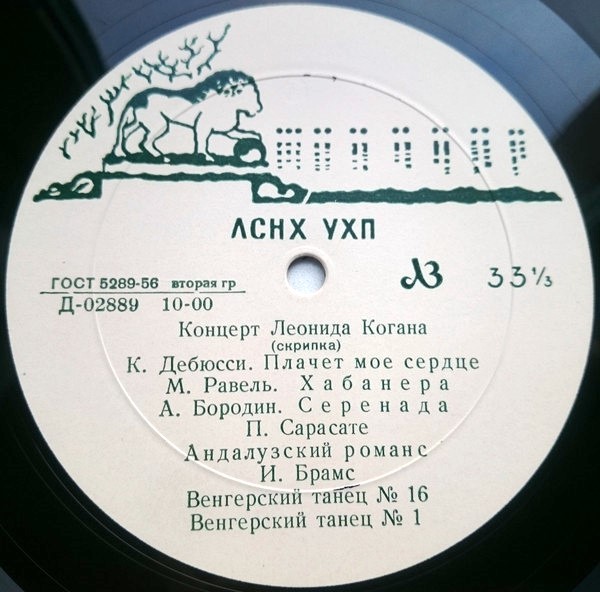 ЛСНХ УХП
ГОСТ 5289-56 вторая гр
АЗ 33⅓
Д-02889 10-00
Концерт Леонида Когана
(скрипка)
К. Дебюсси. Плачет мое сердце
М. Равель. Хабанера
А. Бородин. Серенада
П. Сарасате
Андалузский романс
И. Брамс
Венгерский танец № 16
Венгерский танец № 1